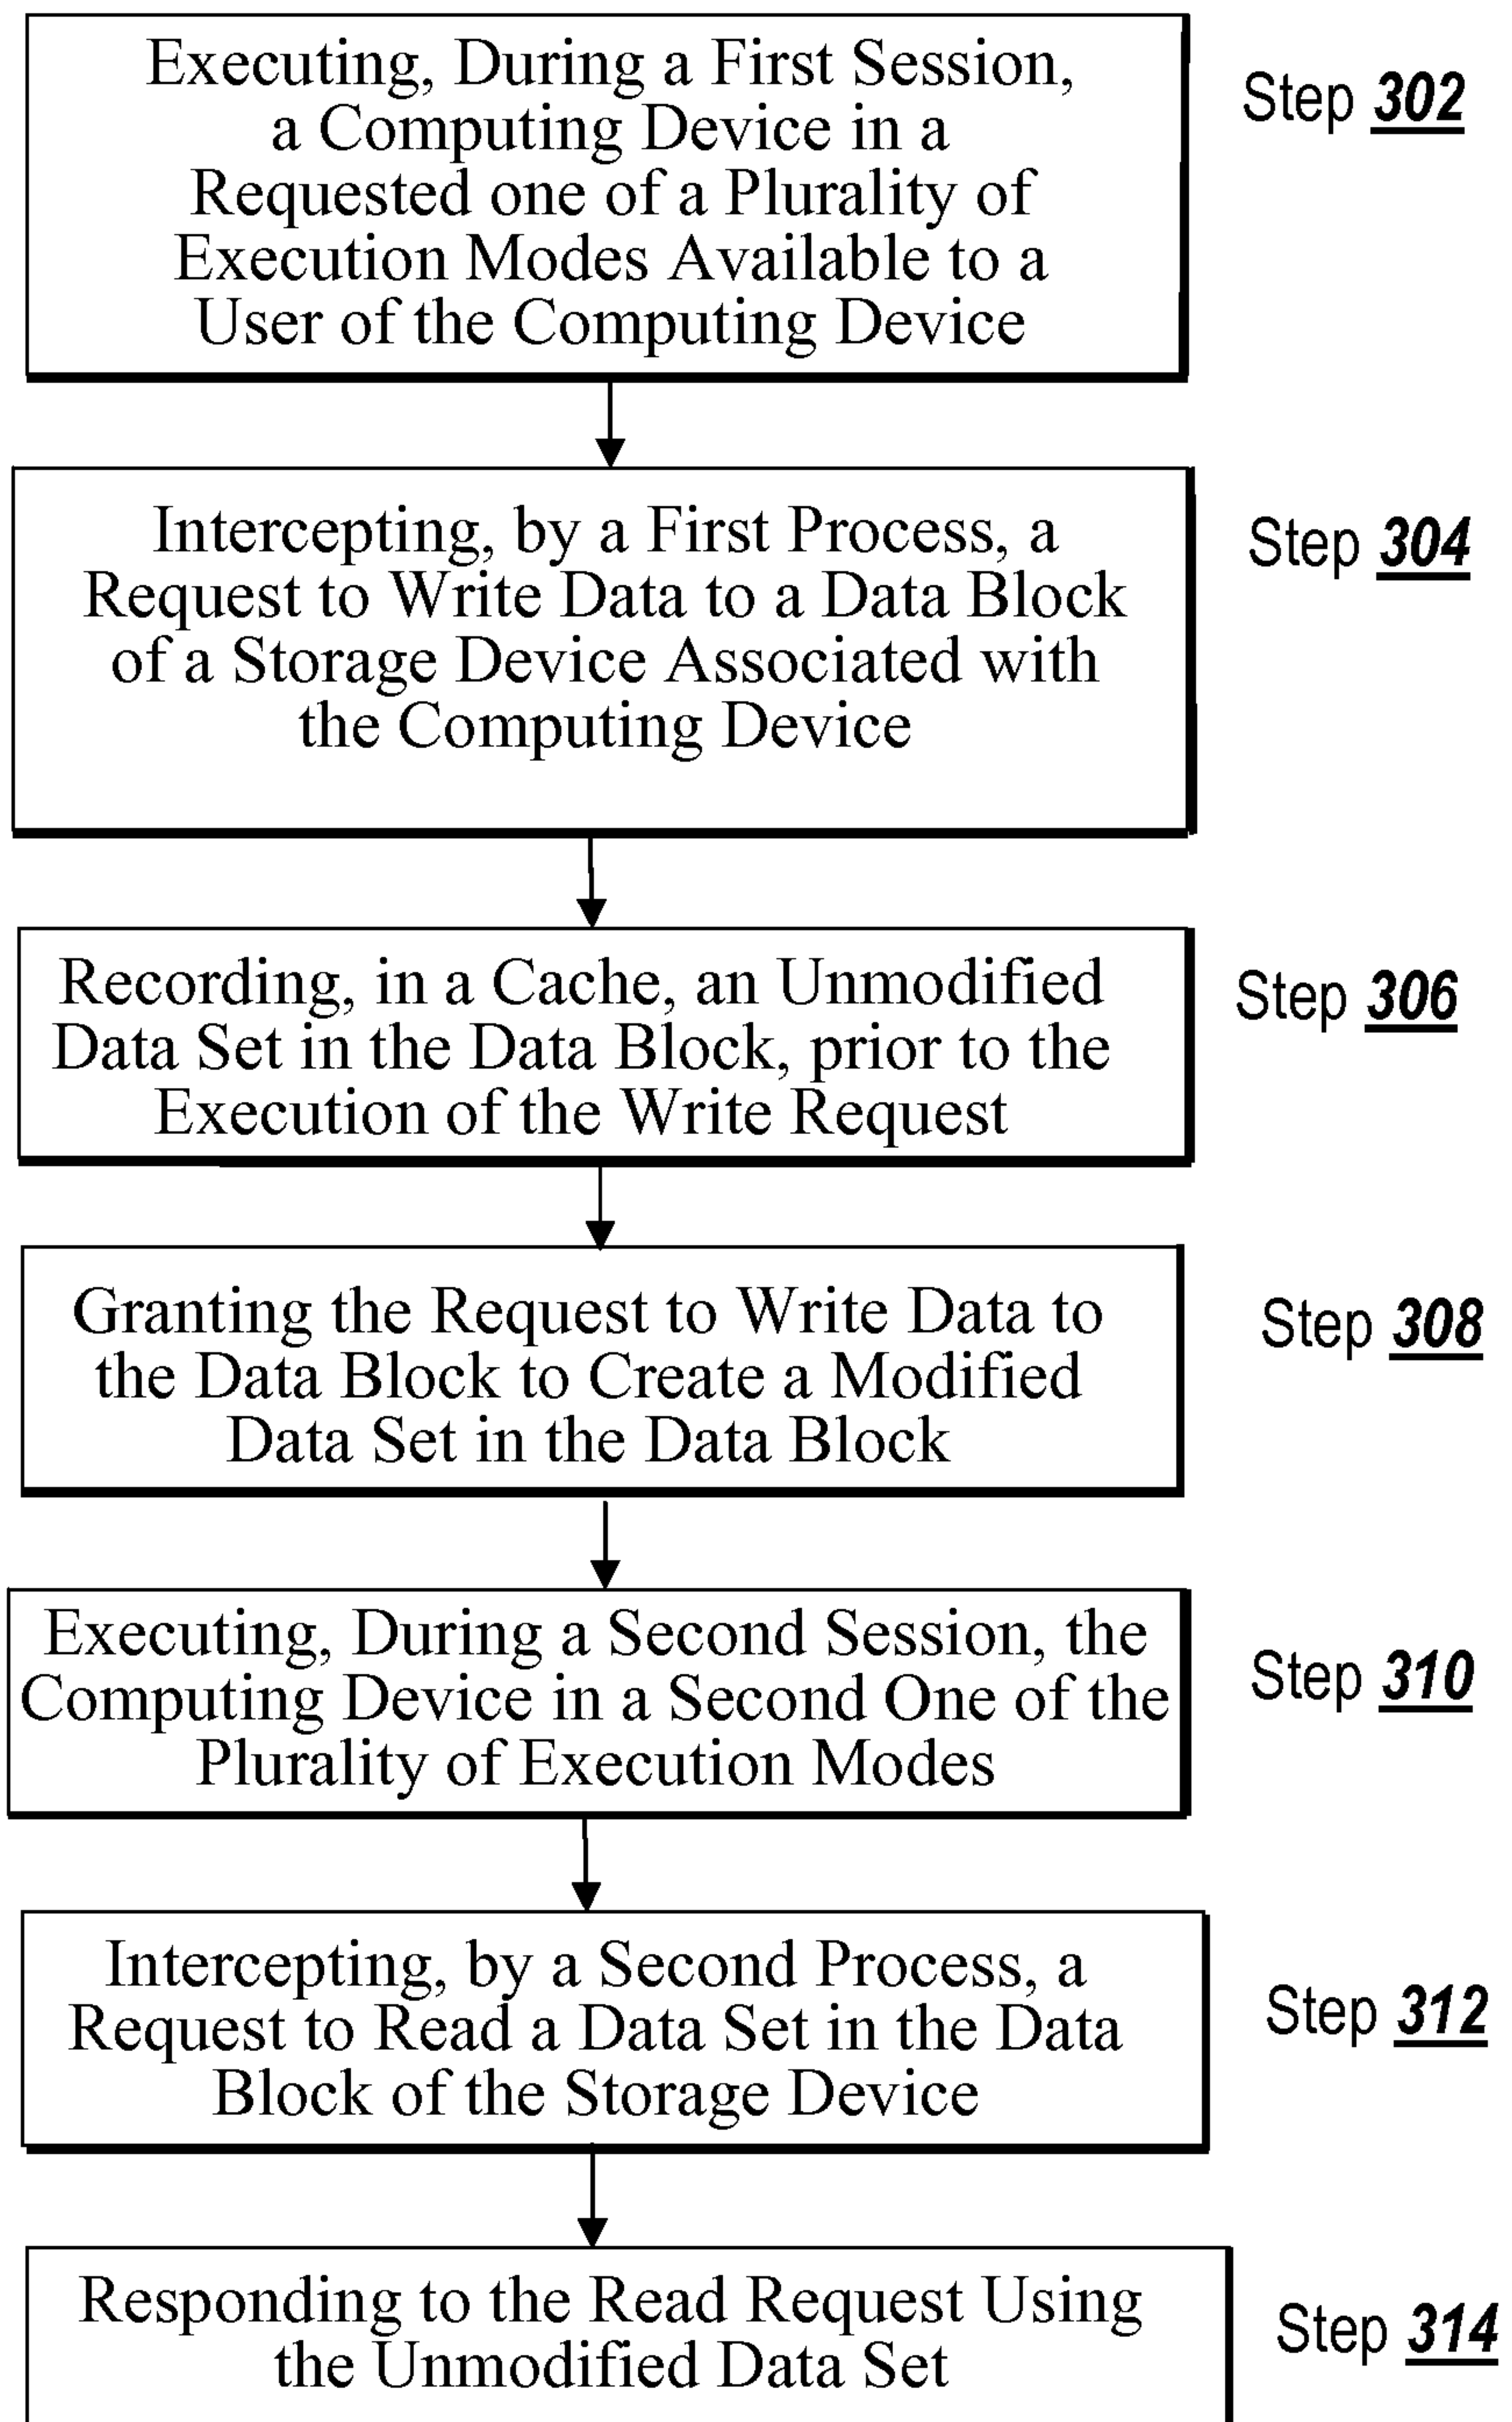 Executing, During a First Session,
a Computing Device in a
Requested one of a Plurality of
Execution Modes Available to a
User of the Computing Device
Step 302
Intercepting, by a First Process, a
Request to Write Data to a Data Block
of a Storage Device Associated with
the Computing Device
Step 304
Recording, in a Cache, an Unmodified
Data Set in the Data Block, prior to the
Execution of the Write Request
Step 306
Granting the Request to Write Data to
the Data Block to Create a Modified
Data Set in the Data Block
Step 308
Executing, During a Second Session, the
Computing Device in a Second One of the
Plurality of Execution Modes
Step 310
Intercepting, by a Second Process, a
Request to Read a Data Set in the Data
Block of the Storage Device
Step 312
Responding to the Read Request Using
the Unmodified Data Set
Step 314